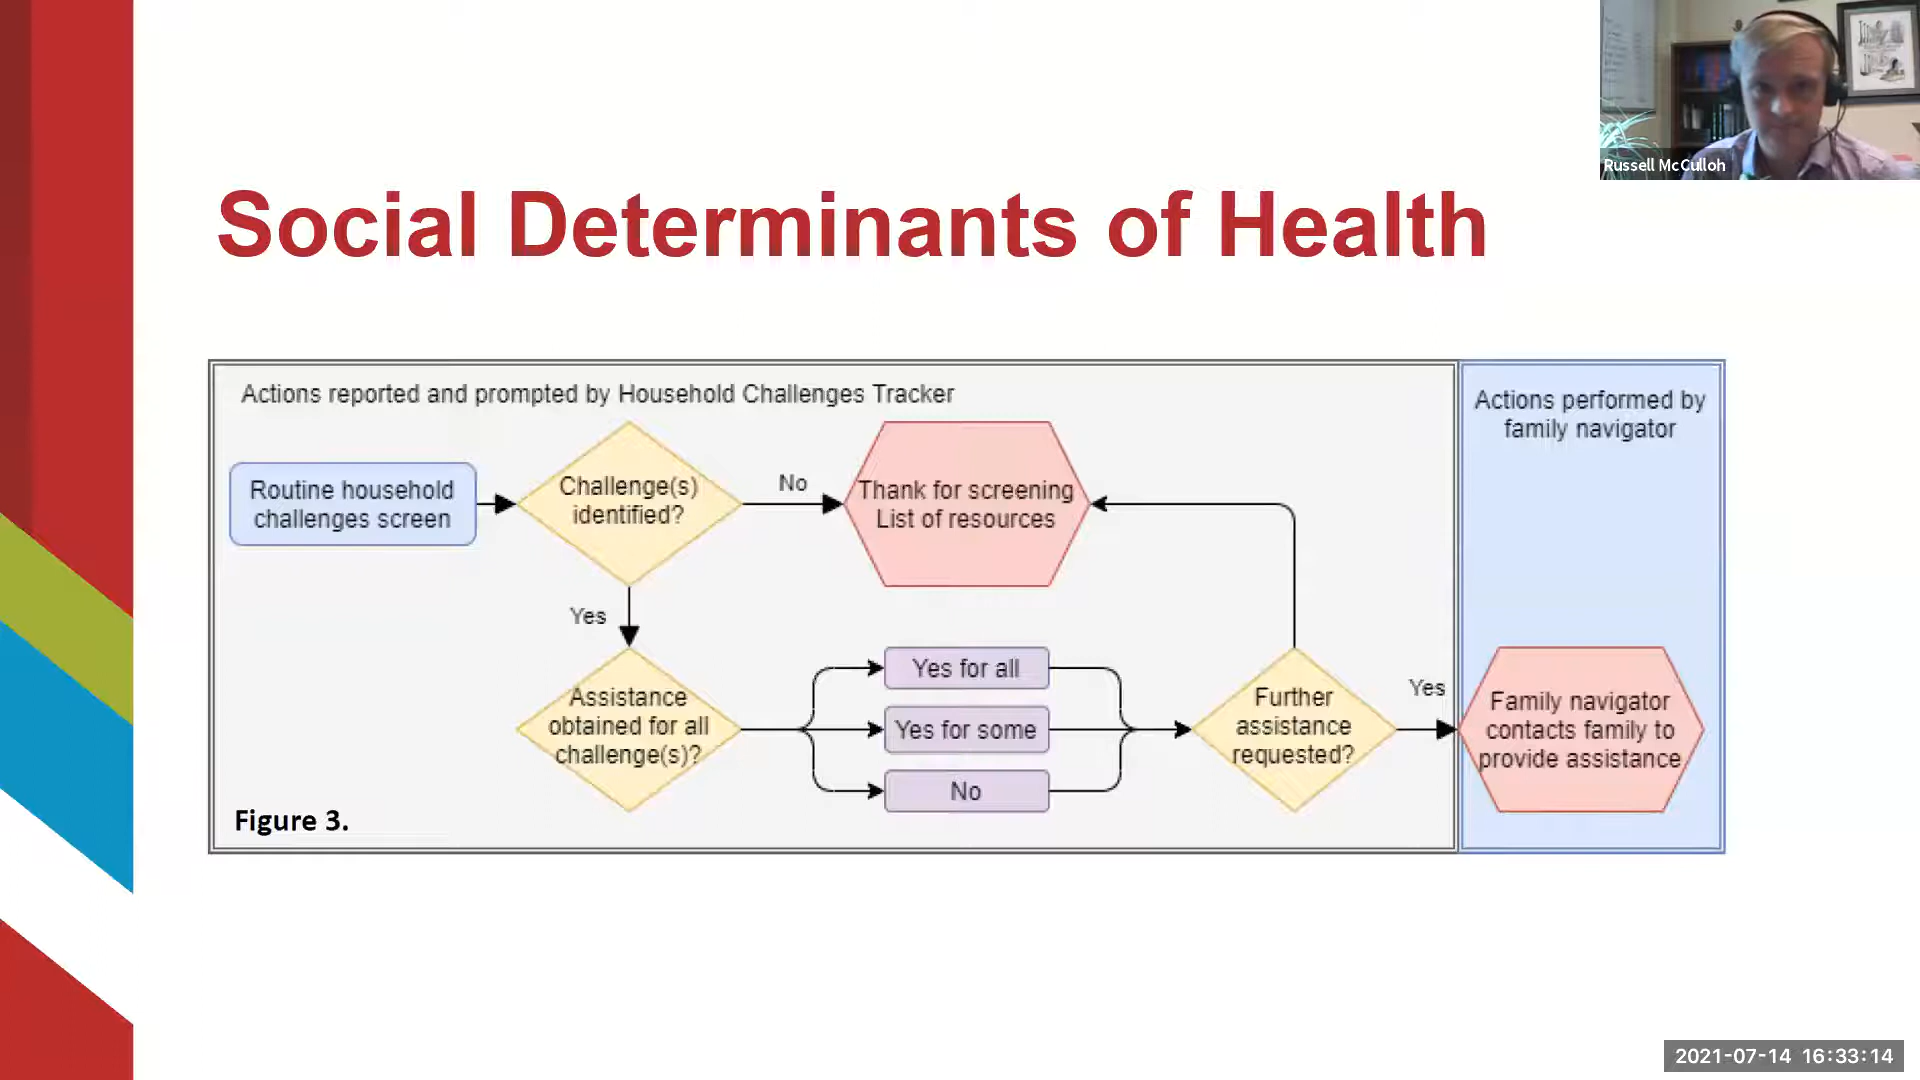 Russell McCulloh
Social Determinants of Health
Actions reported and prompted by Household Challenges Tracker
Actions performed by
family navigator
Routine household
challenges screen
Challenge(s)
identified?
No
Thank for screening
List of resources
Yes
Assistance
obtained for all
challenge(s)?
Yes for all
Yes for some
No
Further
assistance
requested?
Yes
Family navigator
contacts family to
provide assistance
Figure 3.
2021-07-14 16:33:14